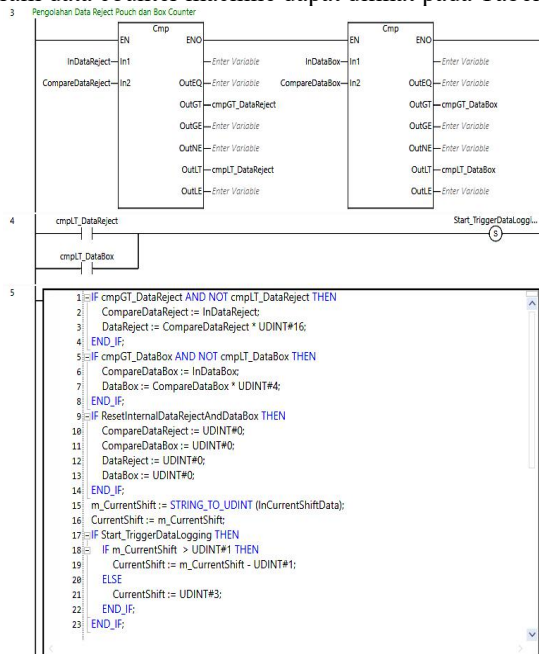 3 Pengolahan Data Reject Pouch dan Box Counter
Cmp
EN ENO
InDataReject In1 Enter Variable
CompareDataReject In2 OutEQ Enter Variable
OutGT cmpGT_DataReject
OutGE Enter Variable
OutNE Enter Variable
OutLT cmpLT_DataReject
OutLE Enter Variable
Cmp
EN ENO
InDataBox In1 Enter Variable
CompareDataBox In2 OutEQ Enter Variable
OutGT cmpGT_DataBox
OutGE Enter Variable
OutNE Enter Variable
OutLT cmpLT_DataBox
OutLE Enter Variable
4 cmpLT_DataReject Start_TriggerDataLoggi...
S
cmpLT_DataBox
5
1 IF cmpGT_DataReject AND NOT cmpLT_DataReject THEN
2 CompareDataReject := InDataReject;
3 DataReject := CompareDataReject * UDINT#16;
4 END_IF;
5 IF cmpGT_DataBox AND NOT cmpLT_DataBox THEN
6 CompareDataBox := InDataBox;
7 DataBox := CompareDataBox * UDINT#4;
8 END_IF;
9 IF ResetInternalDataRejectAndDataBox THEN
10 CompareDataReject := UDINT#0;
11 CompareDataBox := UDINT#0;
12 DataReject := UDINT#0;
13 DataBox := UDINT#0;
14 END_IF;
15 m_CurrentShift := STRING_TO_UDINT (InCurrentShiftData);
16 CurrentShift := m_CurrentShift;
17 IF Start_TriggerDataLogging THEN
18 IF m_CurrentShift > UDINT#1 THEN
19 CurrentShift := m_CurrentShift - UDINT#1;
20 ELSE
21 CurrentShift := UDINT#3;
22 END_IF;
23 END_IF;